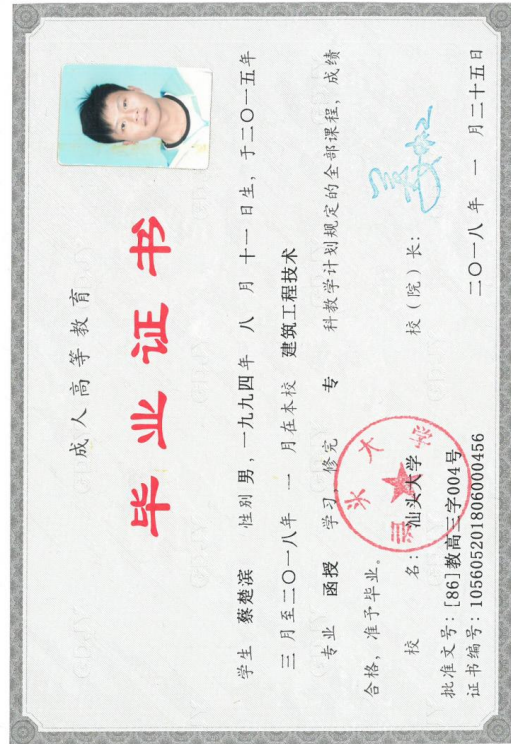 成人高等教育
毕业证书
学生 蔡楚滨 性别 男，一九九四年 八 月 十一 日生，于二〇一五年
三 月至二〇一八年 一 月在本校 建筑工程技术
专业 函授 学习，修完 专 科教学计划规定的全部课程，成绩
合格，准予毕业。
校 名：汕头大学 校（院）长：
批准文号：[86]教高三字004号
证书编号：105605201806000456 二〇一八年 一 月二十五日
汕头大学